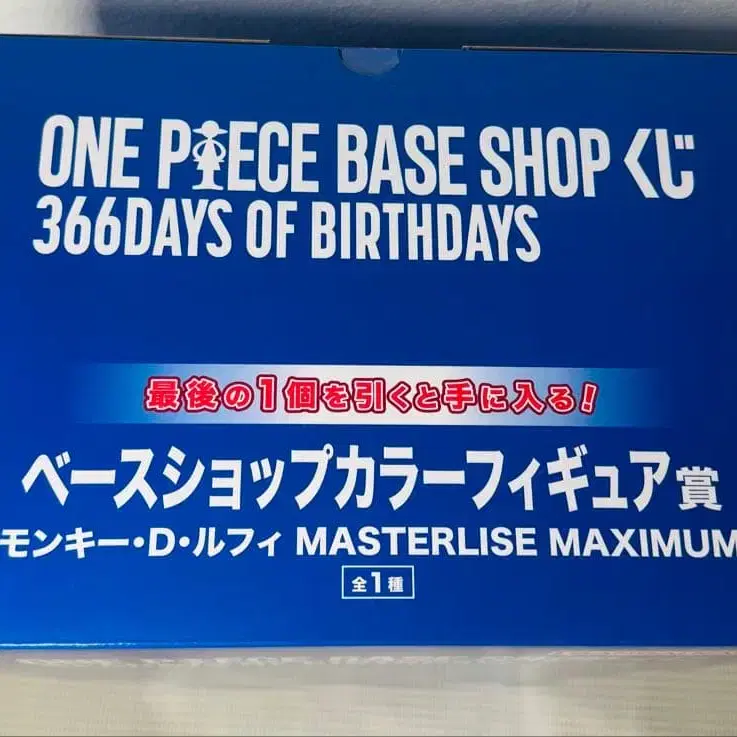 ONE PIECE BASE SHOP くじ
366DAYS OF BIRTHDAYS
最後の1個を引くと手に入る!
ベースショップカラーフィギュア賞
モンキー・D・ルフィ MASTERLISE MAXIMUM
全1種